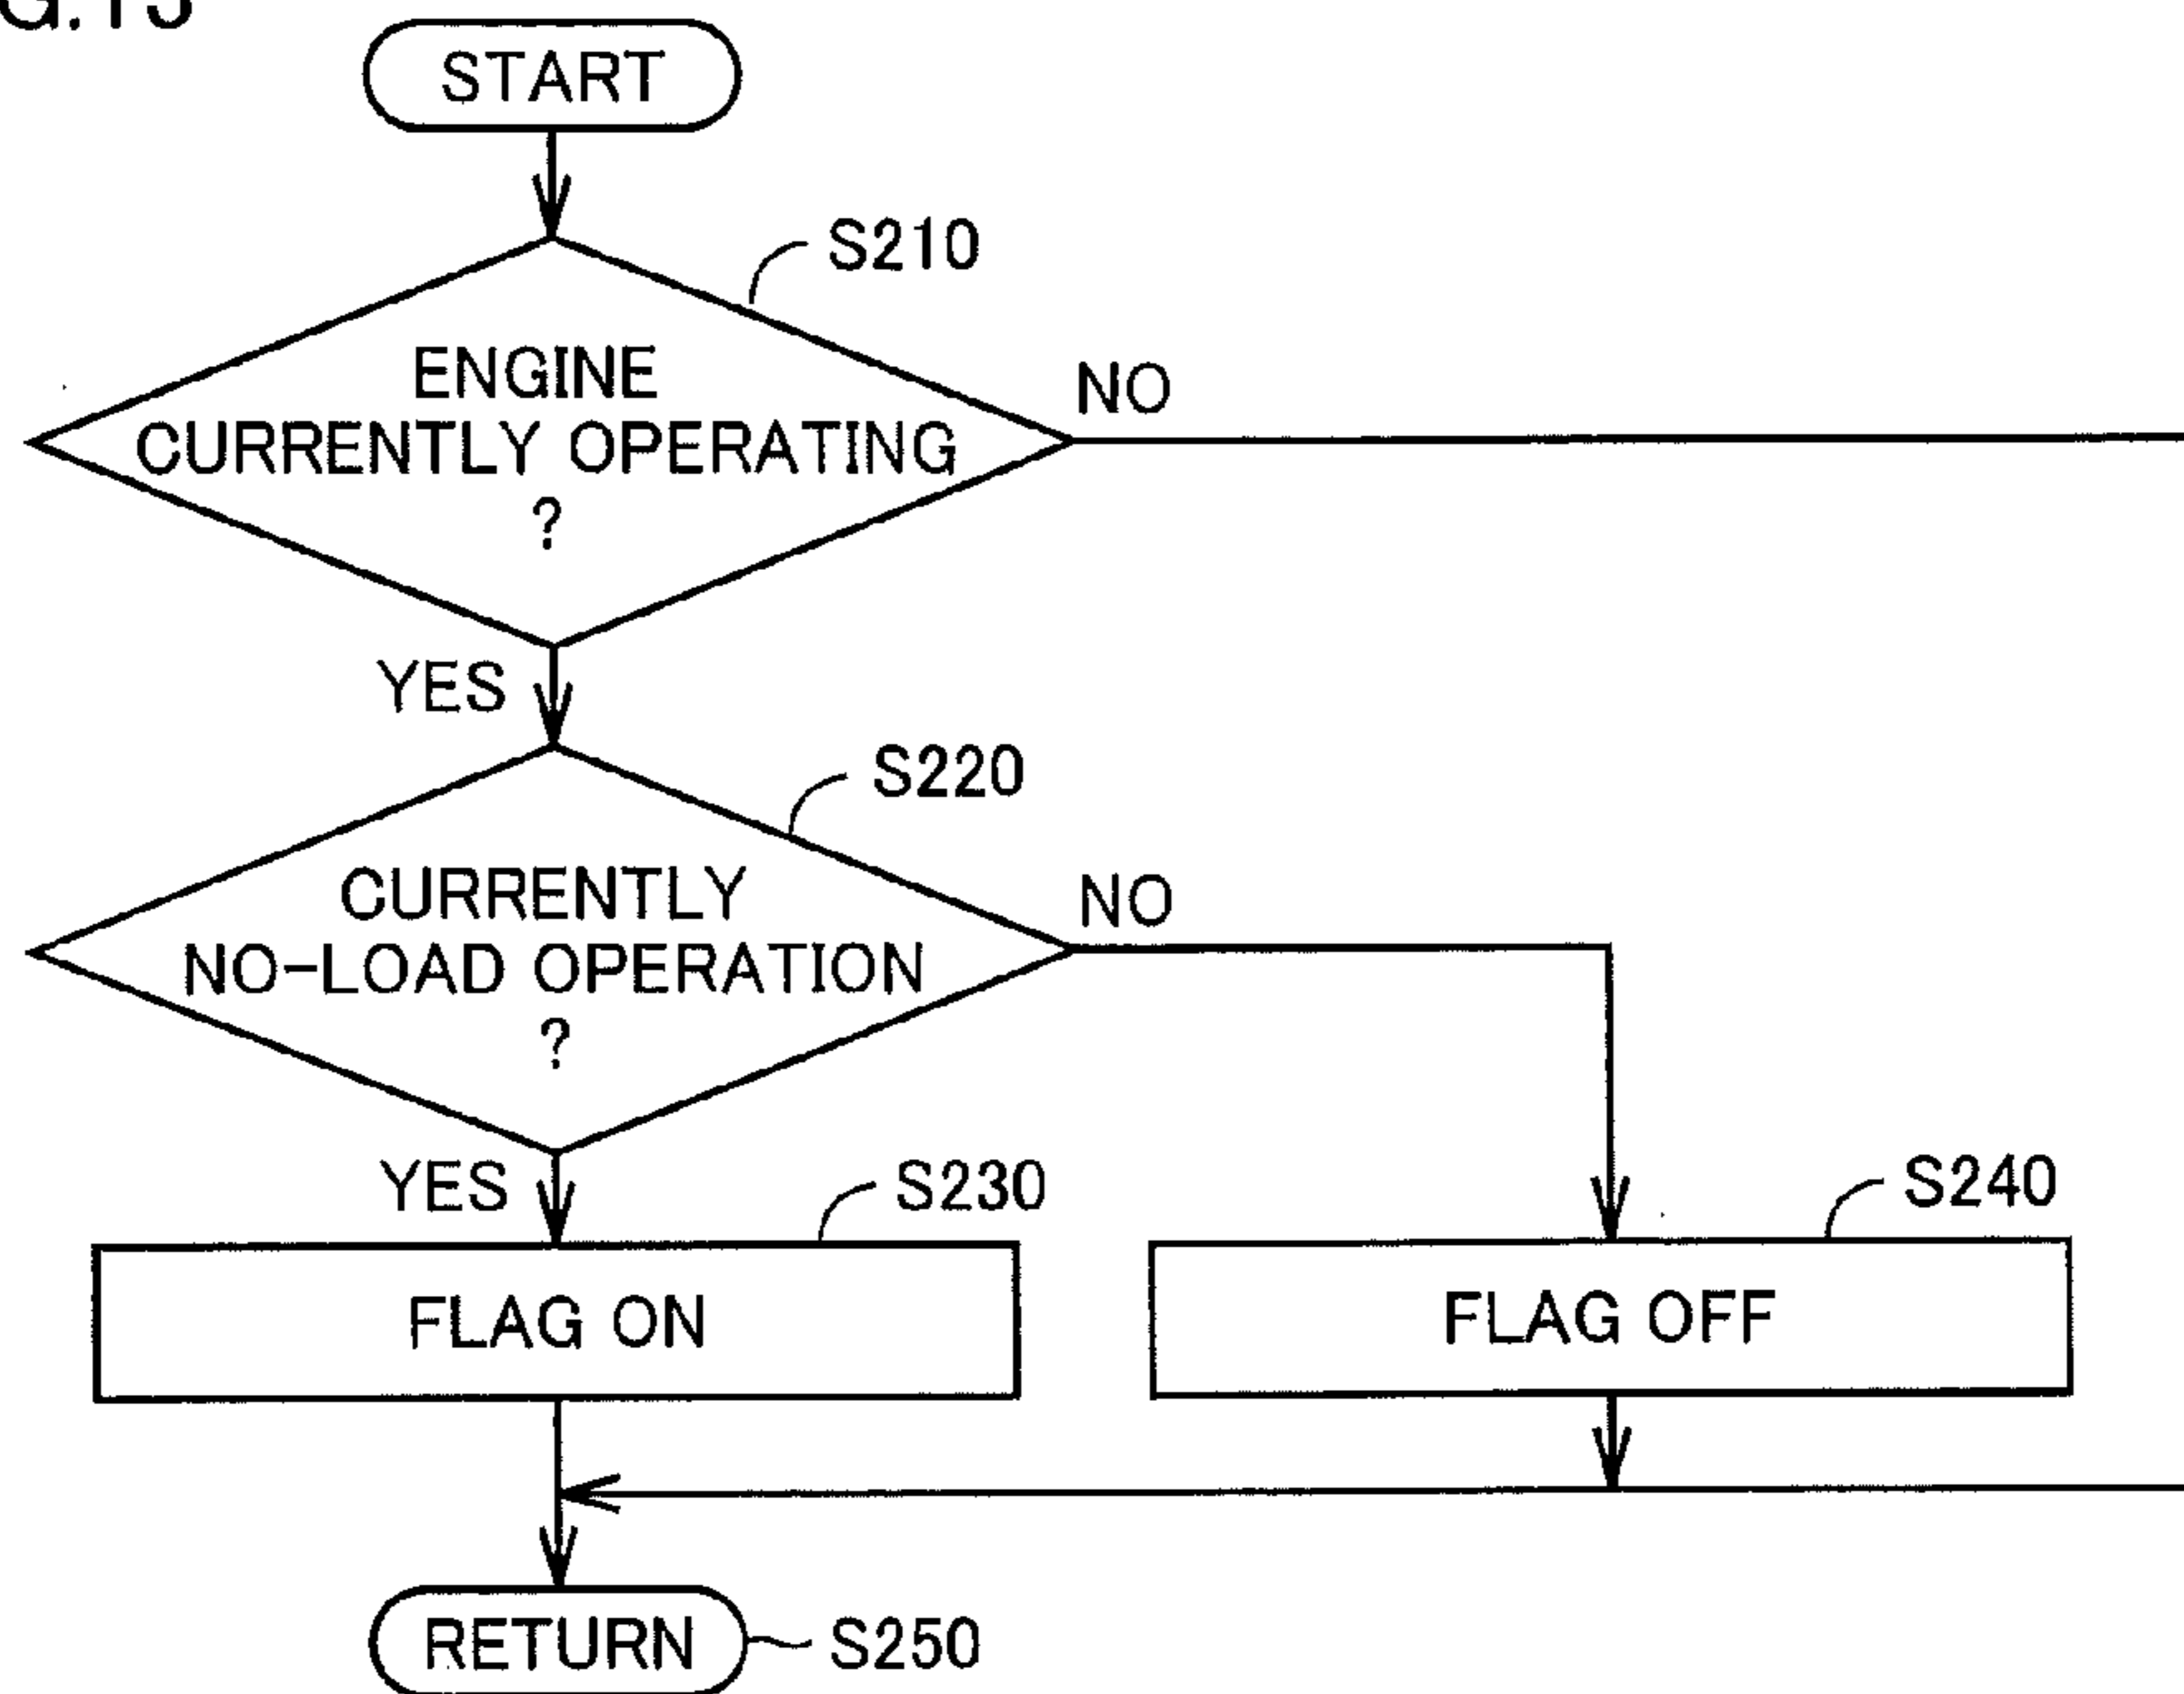 START
S210
ENGINE
CURRENTLY OPERATING
?
NO
YES
S220
CURRENTLY
NO-LOAD OPERATION
?
NO
YES
S230
S240
FLAG ON
FLAG OFF
RETURN
S250